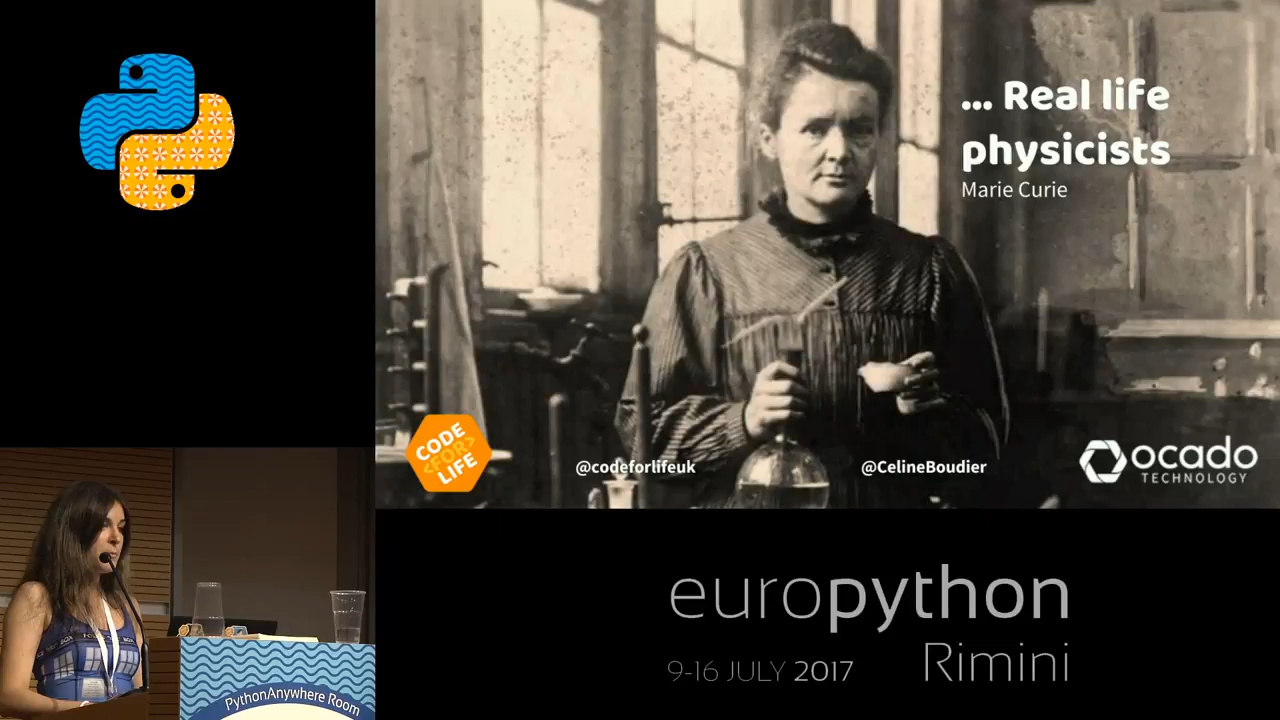 ... Real life
physicists
Marie Curie
CODE
<FOR>
LIFE
@codeforlifeuk
@CelineBoudier
ocado
TECHNOLOGY
europython
9-16 JULY 2017
Rimini
PythonAnywhere Room